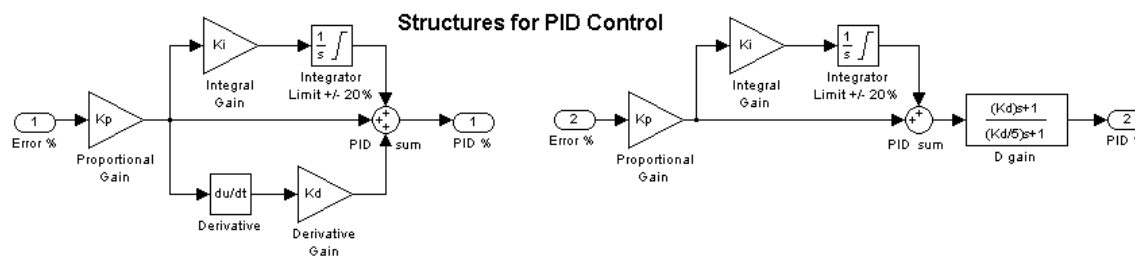 Structures for PID Control
Ki
Integral
Gain
1
s
Integrator
Limit +/- 20%
1
Error %
Kp
Proportional
Gain
+
+
+
PID sum
1
PID %
du/dt
Derivative
Kd
Derivative
Gain
Ki
Integral
Gain
1
s
Integrator
Limit +/- 20%
2
Error %
Kp
Proportional
Gain
+
+
PID sum
(Kd)s+1
(Kd/5)s+1
D gain
2
PID